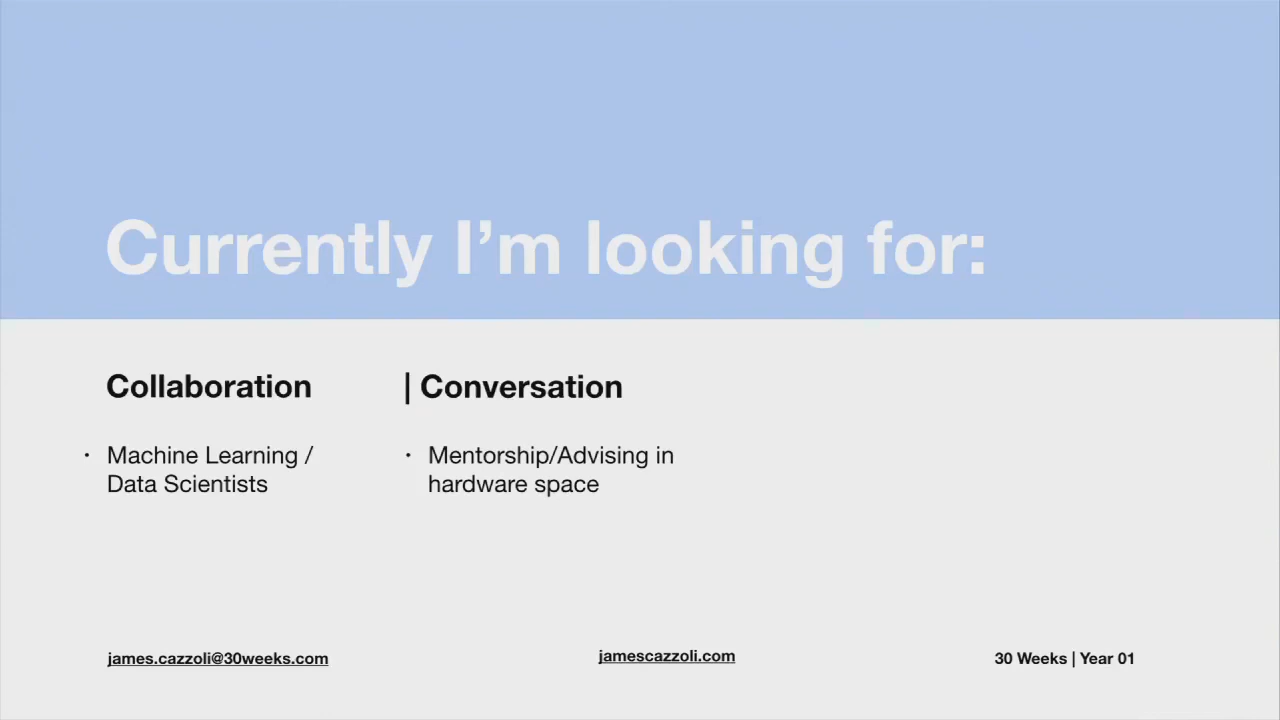 Currently I’m looking for:
Collaboration
• Machine Learning /
Data Scientists
| Conversation
• Mentorship/Advising in
hardware space
james.cazzoli@30weeks.com
jamescazzoli.com
30 Weeks | Year 01